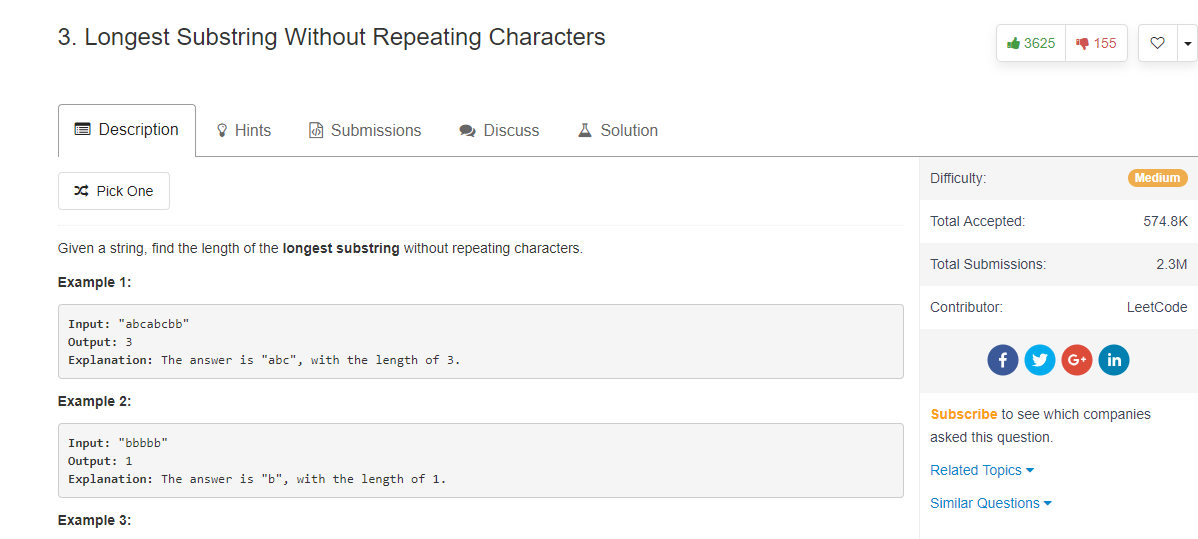 3. Longest Substring Without Repeating Characters
3625
155
Description
Hints
Submissions
Discuss
Solution
Pick One
Given a string, find the length of the longest substring without repeating characters.
Example 1:
Input: "abcabcbb"
Output: 3
Explanation: The answer is "abc", with the length of 3.
Example 2:
Input: "bbbbb"
Output: 1
Explanation: The answer is "b", with the length of 1.
Example 3:
Difficulty: Medium
Total Accepted: 574.8K
Total Submissions: 2.3M
Contributor: LeetCode
f
G+
in
Subscribe to see which companies
asked this question.
Related Topics
Similar Questions